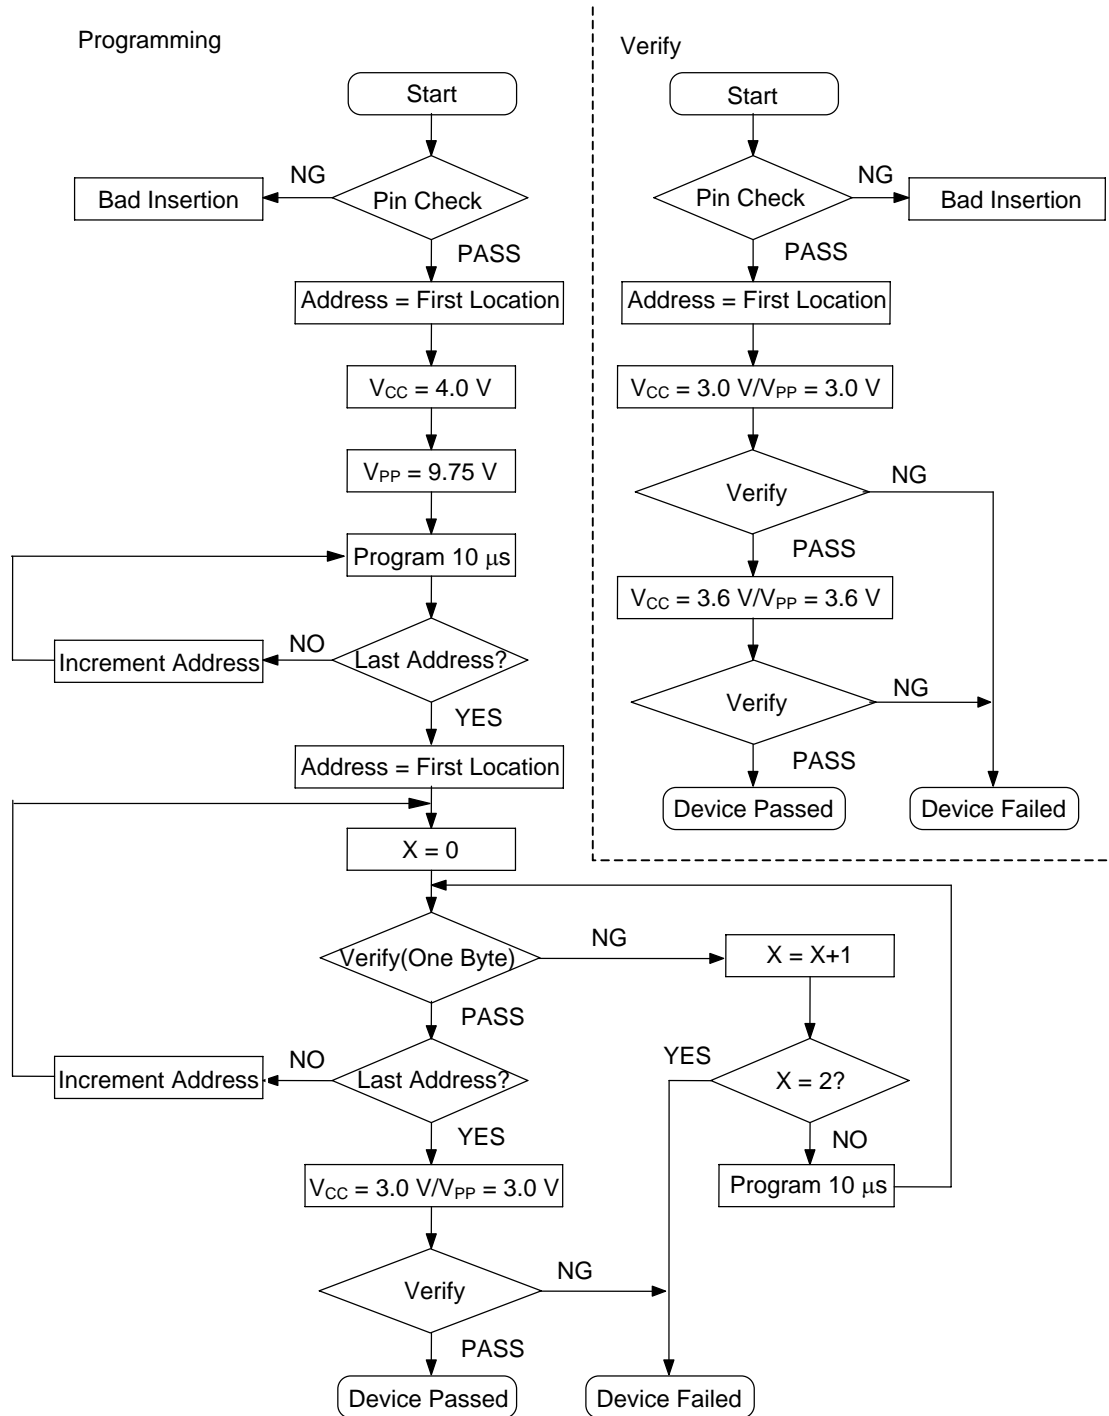 Programming
Start
NG
Bad Insertion
Pin Check
PASS
Address = First Location
VCC = 4.0 V
VPP = 9.75 V
Program 10 μs
NO
Increment Address
Last Address?
YES
Address = First Location
X = 0
Verify(One Byte)
NG
X = X+1
PASS
NO
Increment Address
Last Address?
YES
X = 2?
YES
NO
VCC = 3.0 V/VPP = 3.0 V
Program 10 μs
Verify
NG
PASS
Device Passed
Device Failed
Verify
Start
Pin Check
NG
Bad Insertion
PASS
Address = First Location
VCC = 3.0 V/VPP = 3.0 V
Verify
NG
PASS
VCC = 3.6 V/VPP = 3.6 V
Verify
NG
PASS
Device Passed
Device Failed